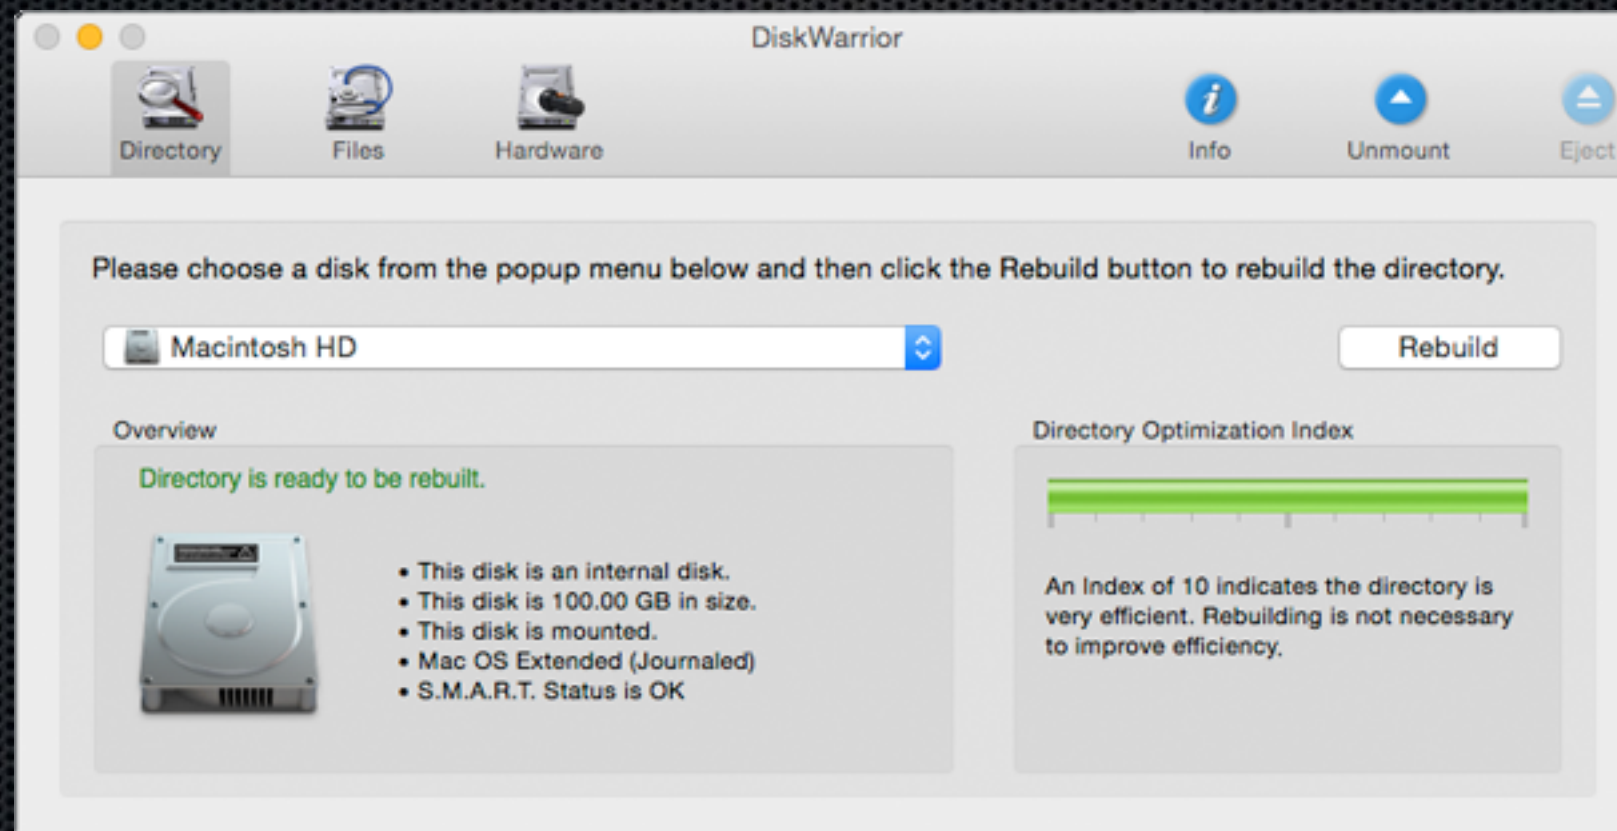 DiskWarrior
Directory
Files
Hardware
Info
Unmount
Eject
Please choose a disk from the popup menu below and then click the Rebuild button to rebuild the directory.
Macintosh HD
Rebuild
Overview
Directory Optimization Index
Directory is ready to be rebuilt.
• This disk is an internal disk.
• This disk is 100.00 GB in size.
• This disk is mounted.
• Mac OS Extended (Journaled)
• S.M.A.R.T. Status is OK
An Index of 10 indicates the directory is
very efficient. Rebuilding is not necessary
to improve efficiency.